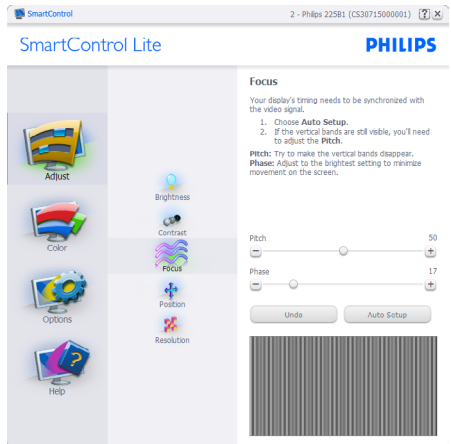 SmartControl
2 - Philips 225B1 (CS30715000001)
?
SmartControl Lite
PHILIPS
Adjust
Color
Options
Help
Brightness
Contrast
Focus
Position
Resolution
Focus
Your display's timing needs to be synchronized with
the video signal.
1. Choose Auto Setup.
2. If the vertical bands are still visible, you'll need
to adjust the Pitch.
Pitch: Try to make the vertical bands disappear.
Phase: Adjust to the brightest setting to minimize
movement on the screen.
Pitch 50
Phase 17
Undo
Auto Setup